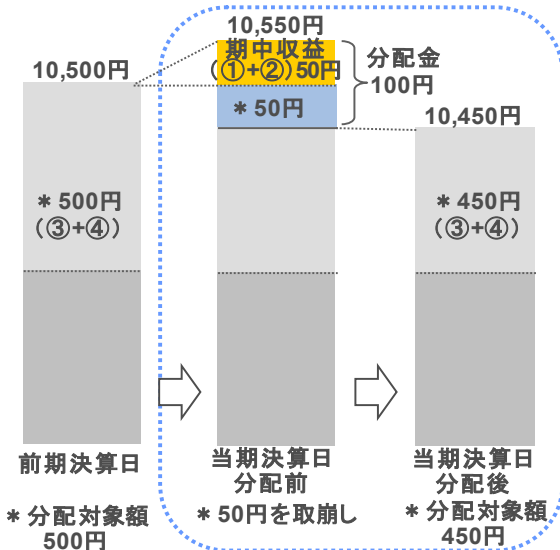 10,500円
＊500円
（③+④）
前期決算日
＊分配対象額
500円
10,550円
期中収益
（①+②）50円
＊50円
分配金
100円
当期決算日
分配前
＊50円を取崩し
10,450円
＊450円
（③+④）
当期決算日
分配後
＊分配対象額
450円